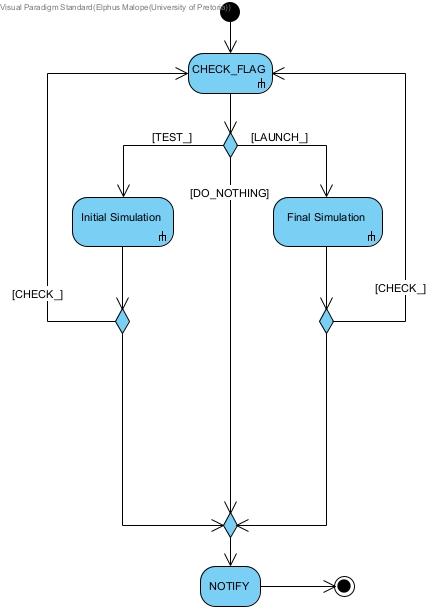 Visual Paradigm Standard(Elphus Malope(University of Pretoria))
CHECK_FLAG
[TEST_]
[LAUNCH_]
[DO_NOTHING]
Initial Simulation
Final Simulation
[CHECK_]
[CHECK_]
NOTIFY